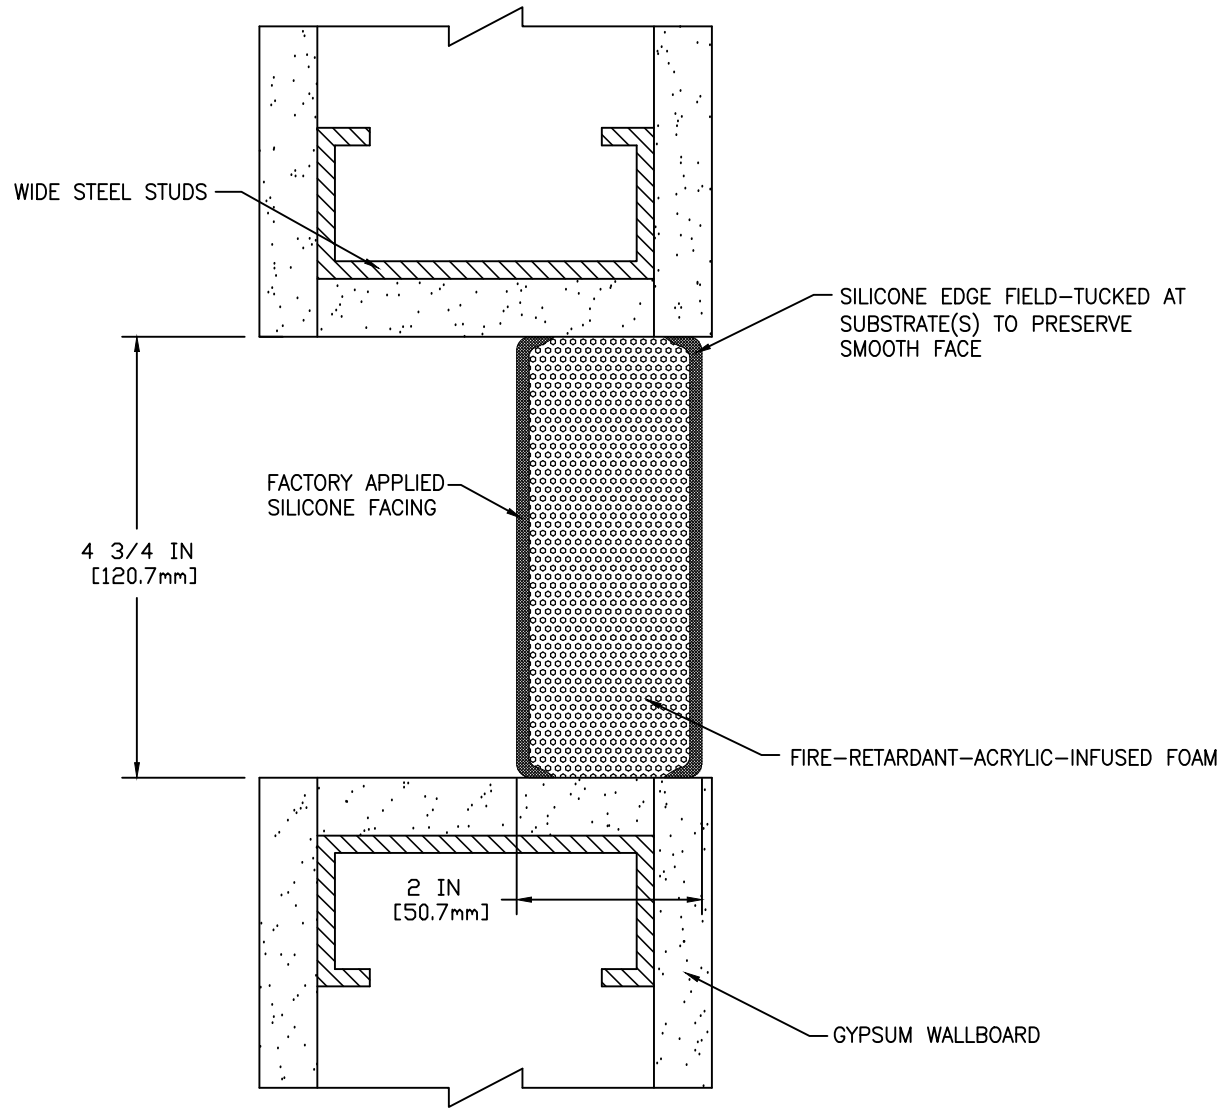 WIDE STEEL STUDS
SILICONE EDGE FIELD-TUCKED AT
SUBSTRATE(S) TO PRESERVE
SMOOTH FACE
FACTORY APPLIED
SILICONE FACING
4 3/4 IN
[120.7mm]
FIRE-RETARDANT-ACRYLIC-INFUSED FOAM
2 IN
[50.7mm]
GYPSUM WALLBOARD